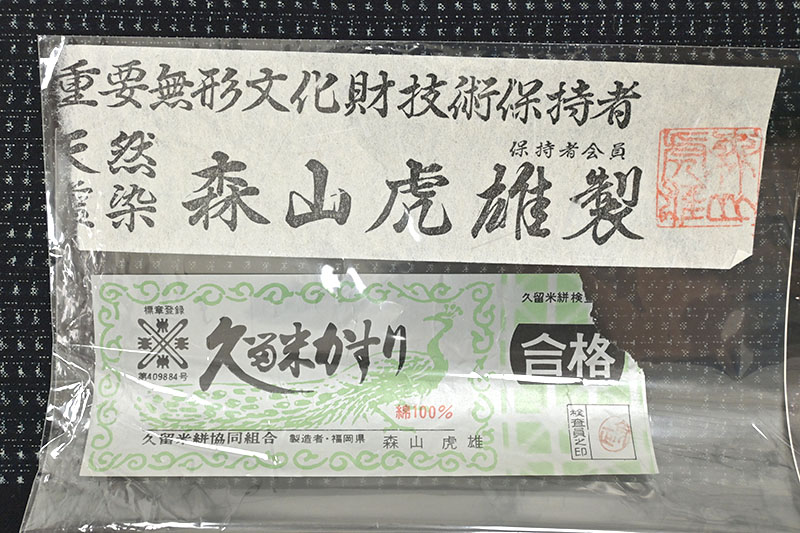 重要無形文化財技術保持者
天然
藍染
保持者会員
森山虎雄製
標章登録
第409884号
久留米かすり
綿100%
久留米絣協同組合 製造者・福岡県 森山虎雄
久留米絣検
合格
検査員之印